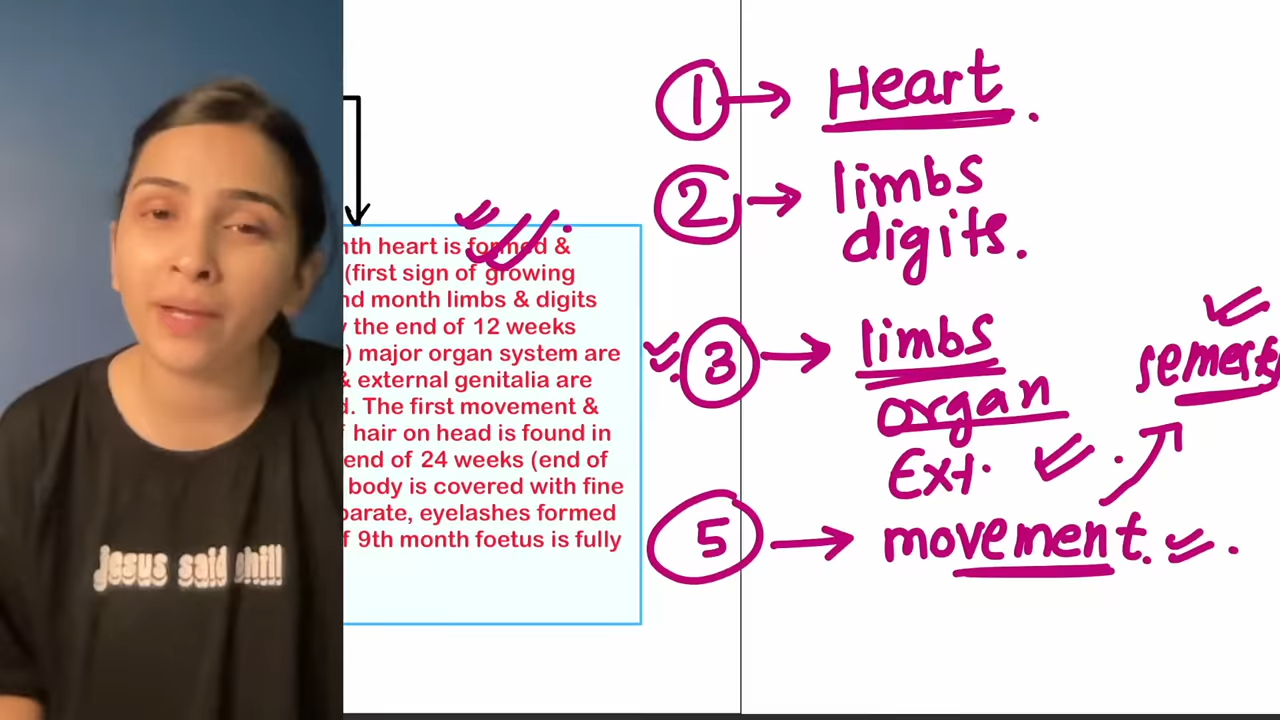 jesus said chill
nth heart is formed &
(first sign of growing
nd month limbs & digits
the end of 12 weeks
) major organ system are
& external genitalia are
d. The first movement &
hair on head is found in
end of 24 weeks (end of
body is covered with fine
parate, eyelashes formed
f 9th month foetus is fully
1 → Heart.
2 → limbs
digits.
3 → limbs
organ
Ext.
5 → movement.